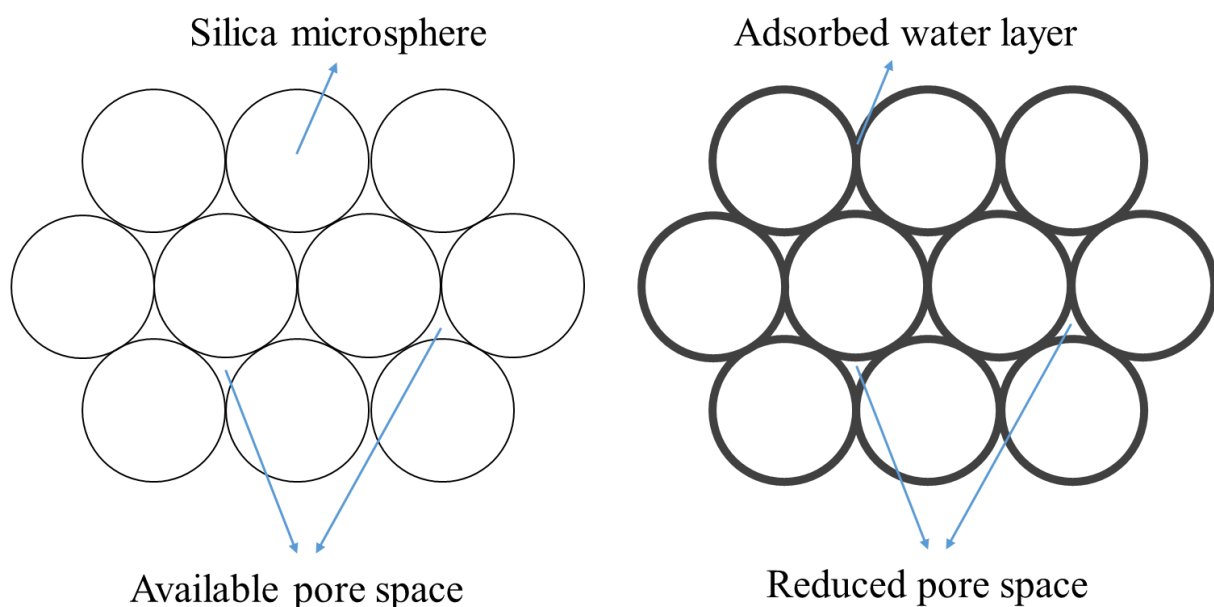 Silica microsphere
Adsorbed water layer
Available pore space
Reduced pore space